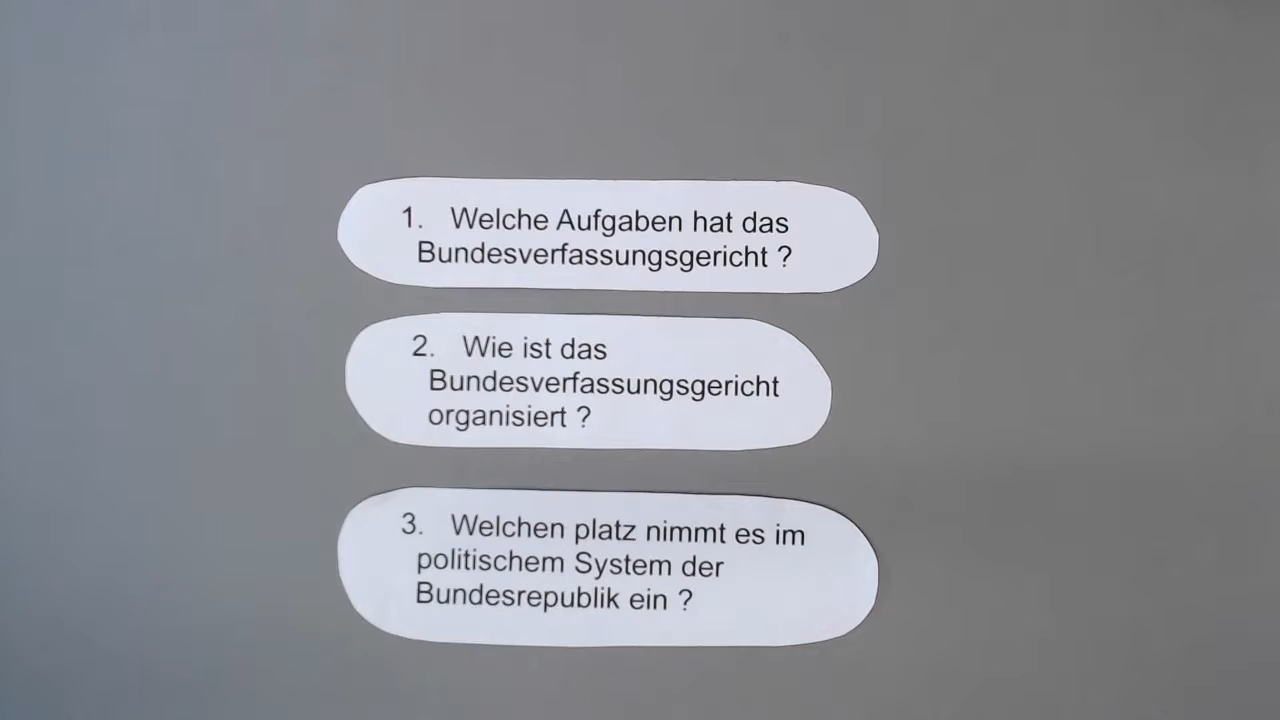 1. Welche Aufgaben hat das
Bundesverfassungsgericht ?
2. Wie ist das
Bundesverfassungsgericht
organisiert ?
3. Welchen platz nimmt es im
politischem System der
Bundesrepublik ein ?